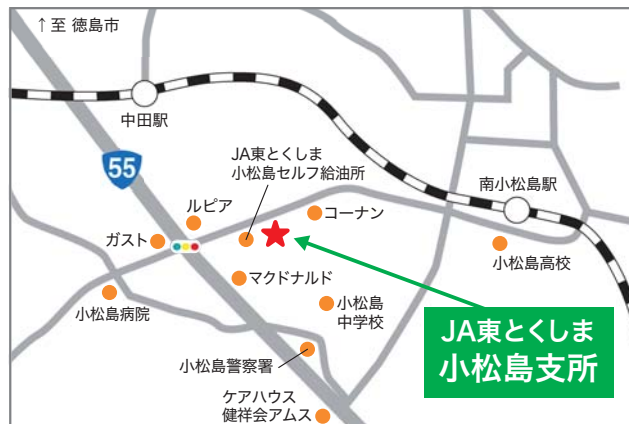 ↑至 徳島市
中田駅
55
JA東とくしま
小松島セルフ給油所
ルピア
コーナン
南小松島駅
ガスト
小松島高校
マクドナルド
小松島病院
小松島
中学校
JA東とくしま
小松島支所
小松島警察署
ケアハウス
健祥会アムス